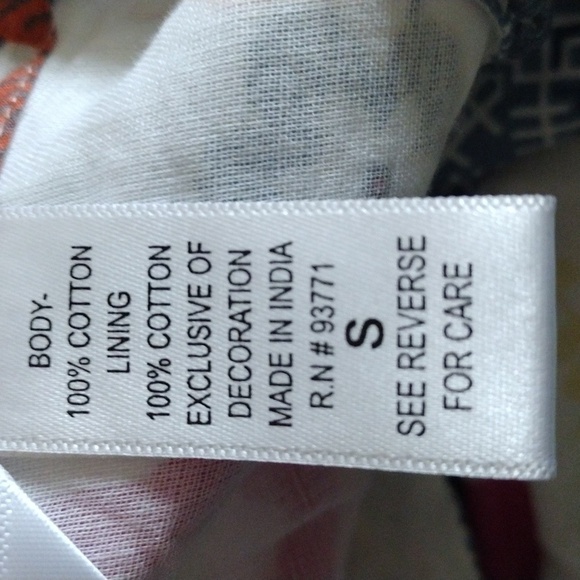 BODY-
100% COTTON
LINING
100% COTTON
EXCLUSIVE OF
DECORATION
MADE IN INDIA
R.N # 93771
S
SEE REVERSE
FOR CARE